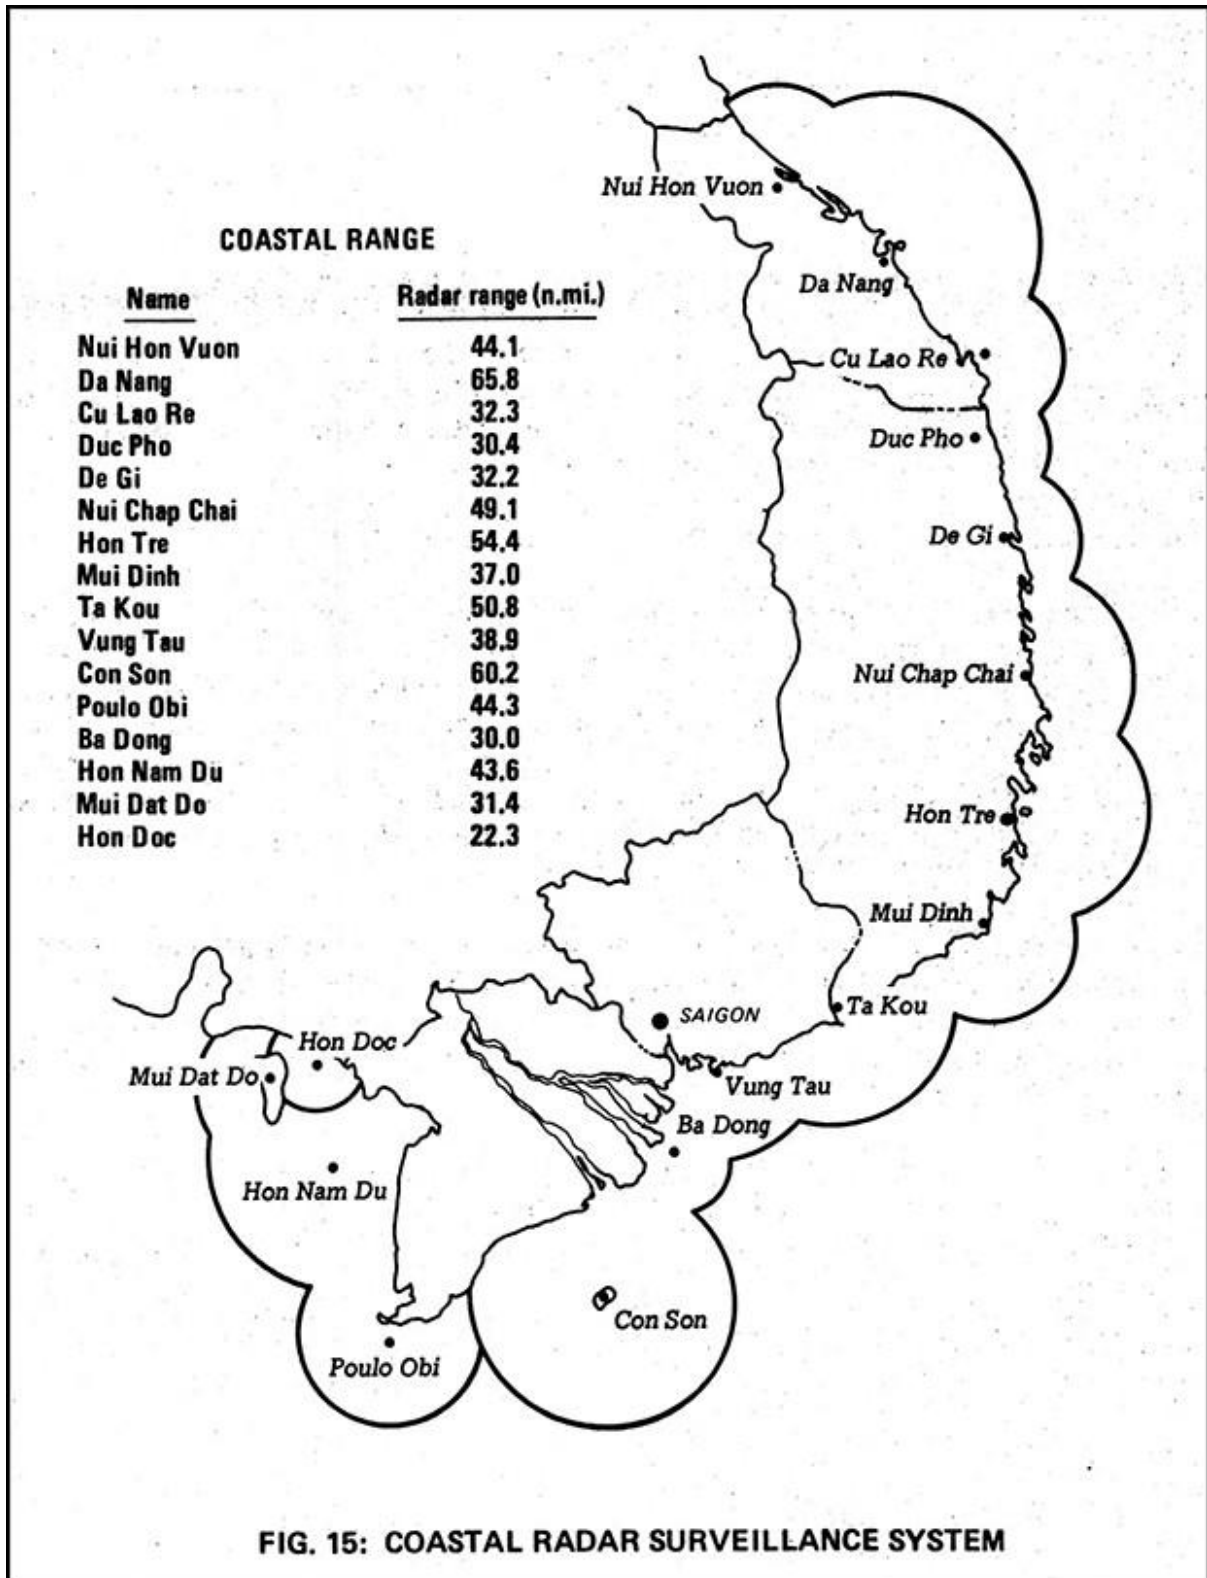 COASTAL RANGE
Name Radar range (n.mi.)
Nui Hon Vuon 44.1
Da Nang 65.8
Cu Lao Re 32.3
Duc Pho 30.4
De Gi 32.2
Nui Chap Chai 49.1
Hon Tre 54.4
Mui Dinh 37.0
Ta Kou 50.8
Vung Tau 38.9
Con Son 60.2
Poulo Obi 44.3
Ba Dong 30.0
Hon Nam Du 43.6
Mui Dat Do 31.4
Hon Doc 22.3
Nui Hon Vuon
Da Nang
Cu Lao Re
Duc Pho
De Gi
Nui Chap Chai
Hon Tre
Mui Dinh
Ta Kou
SAIGON
Hon Doc
Mui Dat Do
Vung Tau
Ba Dong
Hon Nam Du
Con Son
Poulo Obi
FIG. 15: COASTAL RADAR SURVEILLANCE SYSTEM